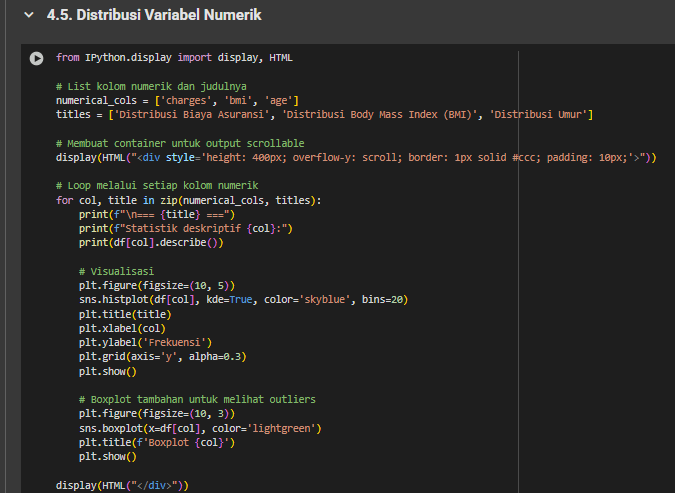 4.5. Distribusi Variabel Numerik
from IPython.display import display, HTML
# List kolom numerik dan judulnya
numerical_cols = ['charges', 'bmi', 'age']
titles = ['Distribusi Biaya Asuransi', 'Distribusi Body Mass Index (BMI)', 'Distribusi Umur']
# Membuat container untuk output scrollable
display(HTML("<div style='height: 400px; overflow-y: scroll; border: 1px solid #ccc; padding: 10px;'>"))
# Loop melalui setiap kolom numerik
for col, title in zip(numerical_cols, titles):
    print(f"\n=== {title} ===")
    print(f"Statistik deskriptif {col}:")
    print(df[col].describe())
    # Visualisasi
    plt.figure(figsize=(10, 5))
    sns.histplot(df[col], kde=True, color='skyblue', bins=20)
    plt.title(title)
    plt.xlabel(col)
    plt.ylabel('Frekuensi')
    plt.grid(axis='y', alpha=0.3)
    plt.show()
    # Boxplot tambahan untuk melihat outliers
    plt.figure(figsize=(10, 3))
    sns.boxplot(x=df[col], color='lightgreen')
    plt.title(f'Boxplot {col}')
    plt.show()
display(HTML("</div>"))